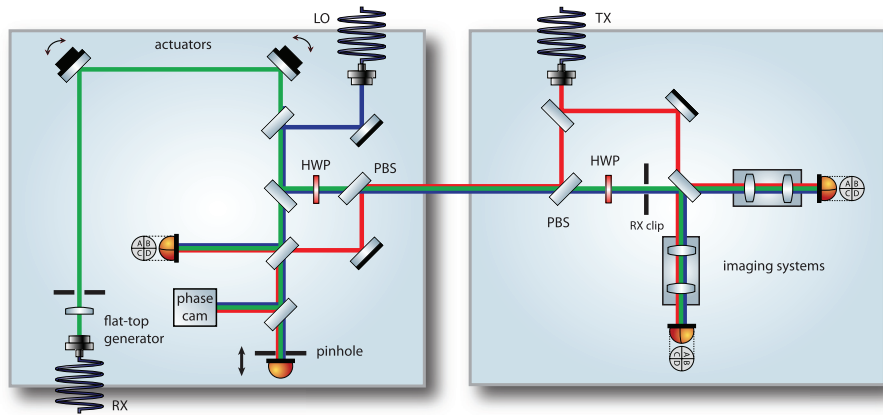 LO
TX
actuators
HWP
PBS
HWP
A B
C D
PBS
RX clip
A B
C D
imaging systems
phase
cam
flat-top
generator
pinhole
A B
C D
RX